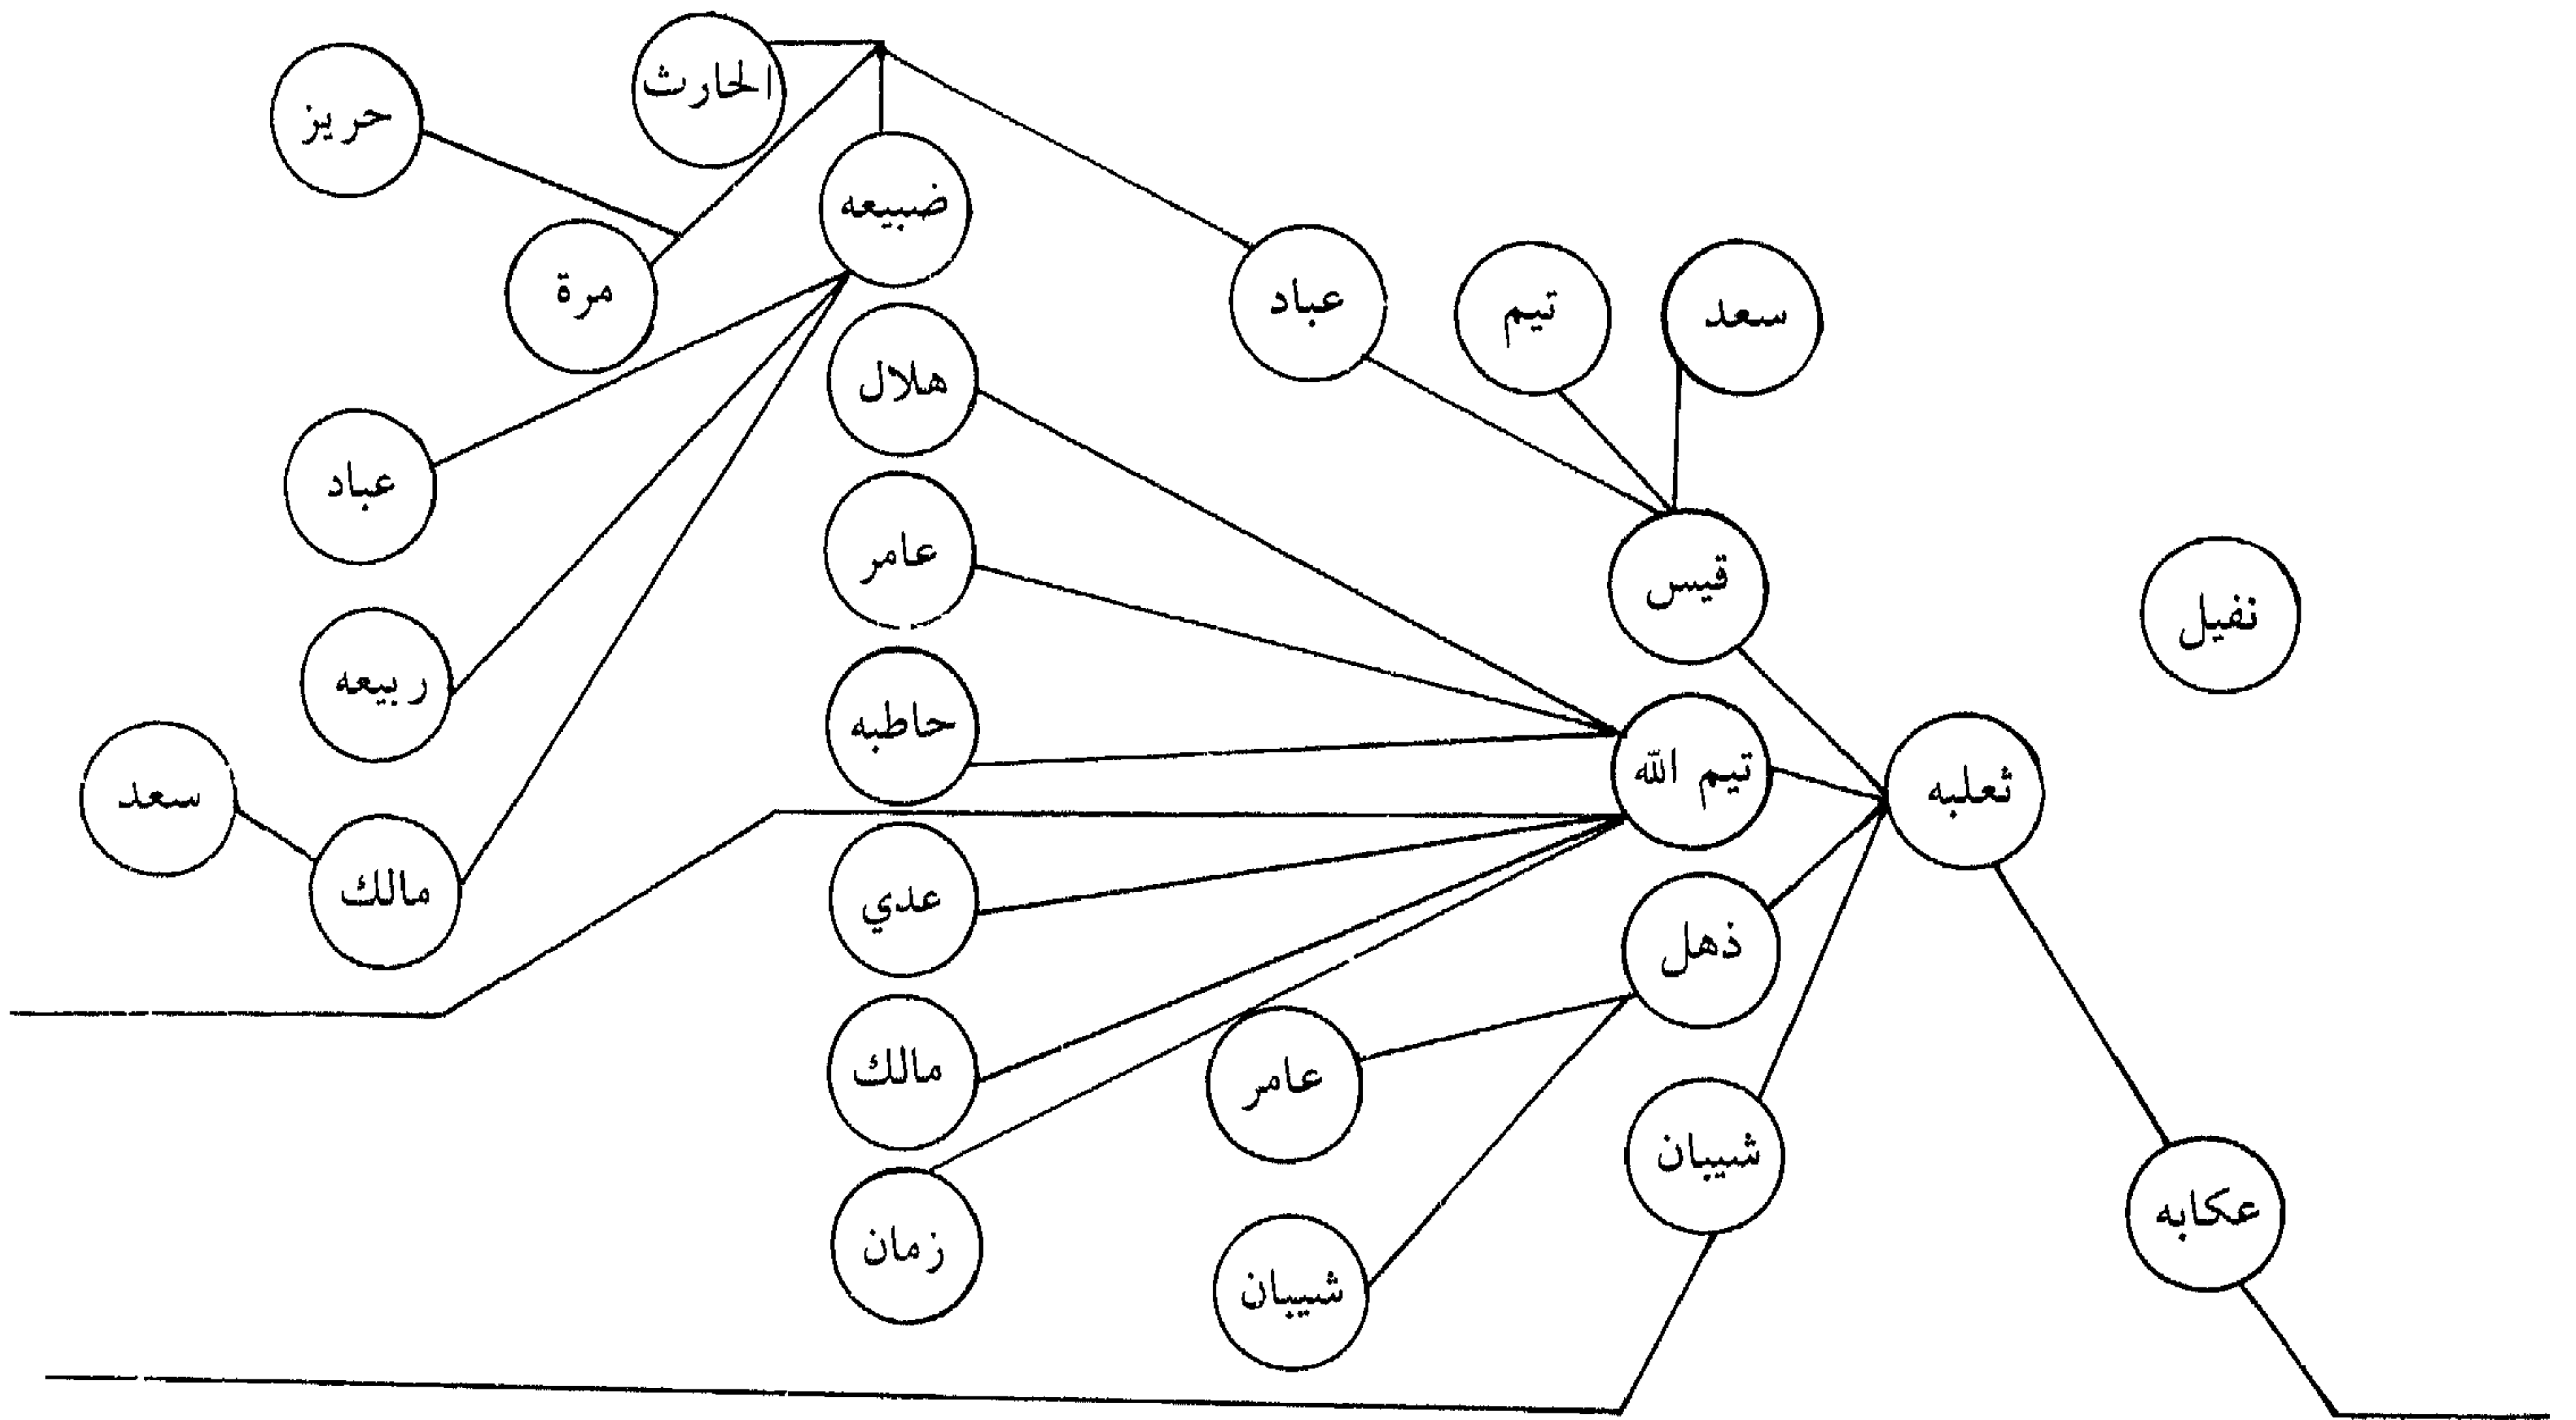 الحارث
حريز
ضبيعه
سعد
تيم
عباد
مرة
هلال
عباد
عامر
قيس
نفيل
ربيعه
حاطبه
تيم الله
ثعلبه
سعد
مالك
عدي
ذهل
مالك
عامر
شيبان
عكابه
زمان
شيبان